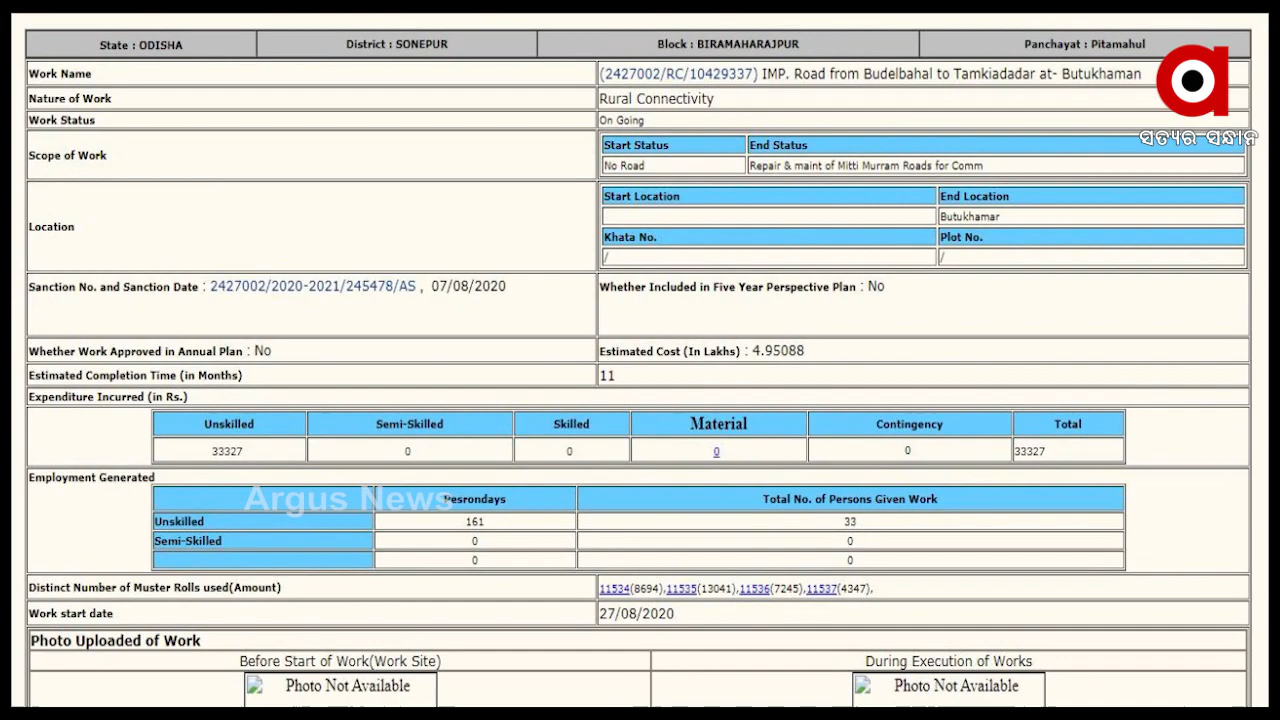 State : ODISHA District : SONEPUR Block : BIRAMAHARAJPUR Panchayat : Pitamahul
Work Name (2427002/RC/10429337) IMP. Road from Budelbahal to Tamkiadadar at- Butukhaman
Nature of Work Rural Connectivity
Work Status On Going
ସତ୍ୟର ସନ୍ଧାନ
Scope of Work
Start Status End Status
No Road Repair & maint of Mitti Murram Roads for Comm
Location
Start Location End Location
Butukhamar
Khata No. Plot No.
/ /
Sanction No. and Sanction Date : 2427002/2020-2021/245478/AS , 07/08/2020 Whether Included in Five Year Perspective Plan : No
Whether Work Approved in Annual Plan : No Estimated Cost (In Lakhs) : 4.95088
Estimated Completion Time (in Months) 11
Expenditure Incurred (in Rs.)
Unskilled Semi-Skilled Skilled Material Contingency Total
33327 0 0 0 0 33327
Employment Generated
Argus News
Pesrondays Total No. of Persons Given Work
Unskilled 161 33
Semi-Skilled 0 0
0 0
Distinct Number of Muster Rolls used(Amount) 11534(8694),11535(13041),11536(7245),11537(4347),
Work start date 27/08/2020
Photo Uploaded of Work
Before Start of Work(Work Site) During Execution of Works
Photo Not Available Photo Not Available